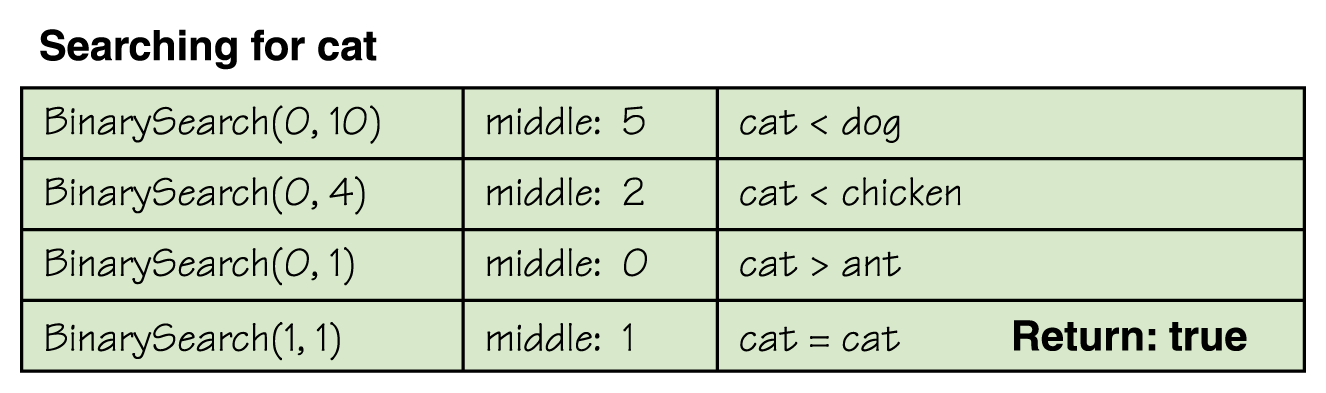 Searching for cat
BinarySearch(0, 10) middle: 5 cat < dog
BinarySearch(0, 4) middle: 2 cat < chicken
BinarySearch(0, 1) middle: 0 cat > ant
BinarySearch(1, 1) middle: 1 cat = cat Return: true